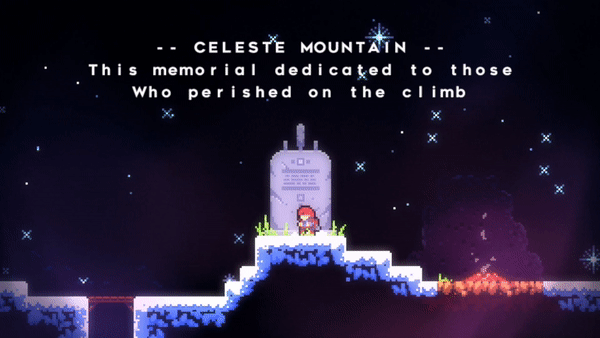 -- CELESTE MOUNTAIN --
This memorial dedicated to those
Who perished on the climb